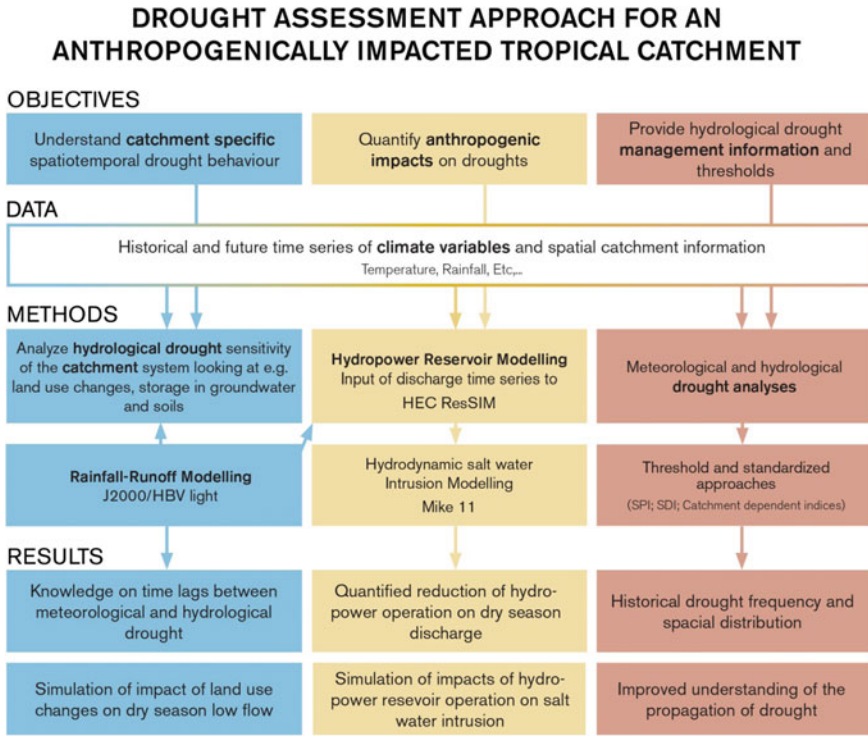 DROUGHT ASSESSMENT APPROACH FOR AN
ANTHROPOGENICALLY IMPACTED TROPICAL CATCHMENT
OBJECTIVES
Understand catchment specific
spatiotemporal drought behaviour
Quantify anthropogenic
impacts on droughts
Provide hydrological drought
management information and
thresholds
DATA
Historical and future time series of climate variables and spatial catchment information
Temperature, Rainfall, Etc,...
METHODS
Analyze hydrological drought sensitivity
of the catchment system looking at e.g.
land use changes, storage in groundwater
and soils
Hydropower Reservoir Modelling
Input of discharge time series to
HEC ResSIM
Meteorological and hydrological
drought analyses
Rainfall-Runoff Modelling
J2000/HBV light
Hydrodynamic salt water
Intrusion Modelling
Mike 11
Threshold and standardized
approaches
(SPI; SDI; Catchment dependent indices)
RESULTS
Knowledge on time lags between
meteorological and hydrological
drought
Quantified reduction of hydro-
power operation on dry season
discharge
Historical drought frequency and
spacial distribution
Simulation of impact of land use
changes on dry season low flow
Simulation of impacts of hydro-
power resevoir operation on salt
water intrusion
Improved understanding of the
propagation of drought